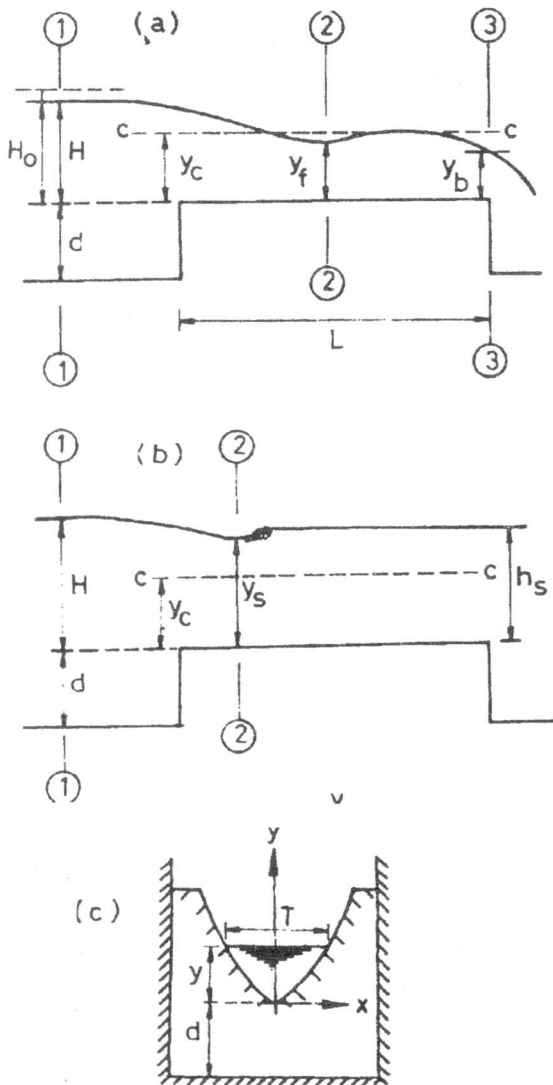 ① (a) ② ③
c c
H₀ H y_c y_f y_b
d
②
L
① ③
① (b) ②
H c y_c y_s c h_s
d
②
①
y
(c) T
y
x
d